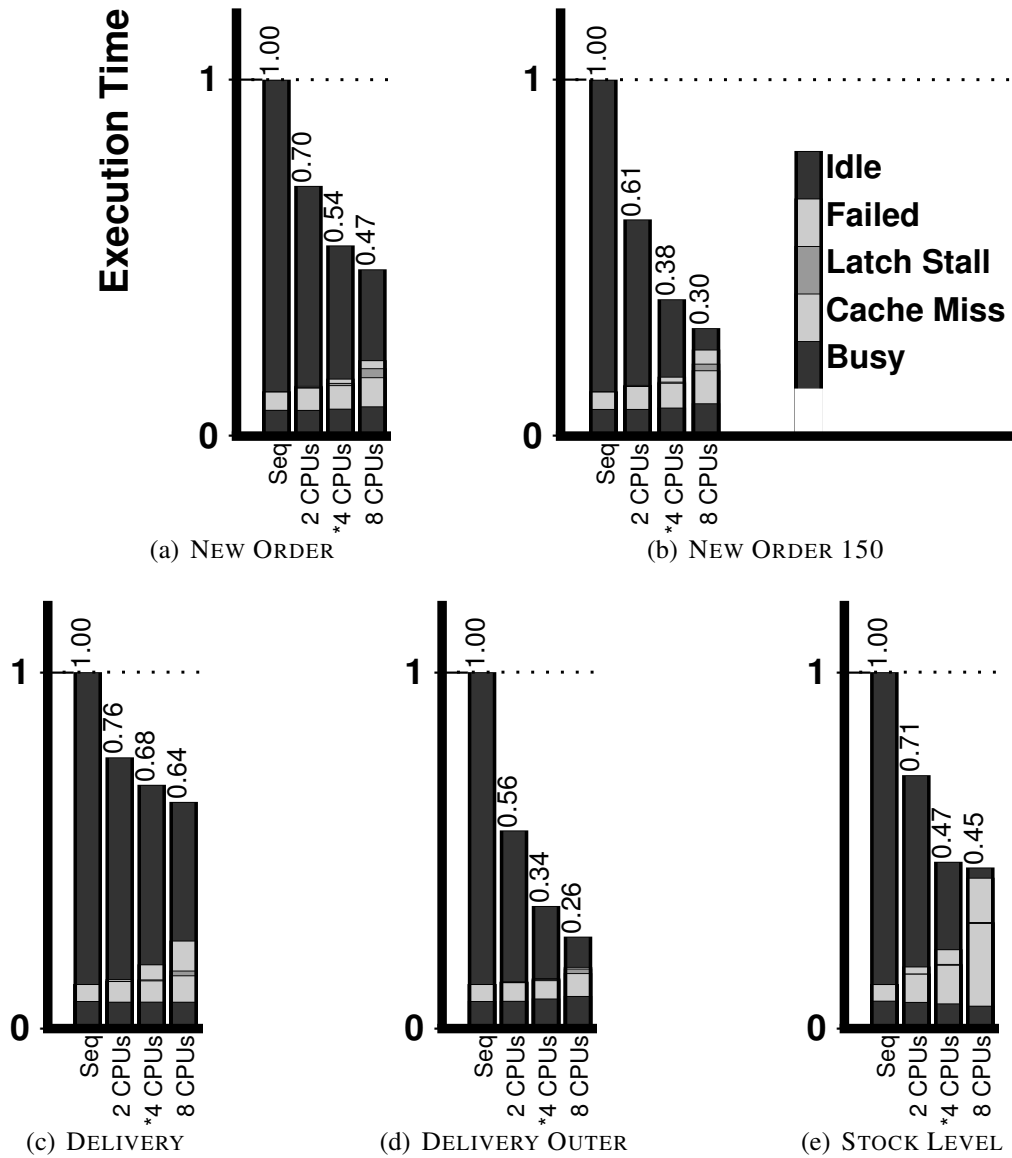 Execution Time
1
0
1.00
0.70
0.54
0.47
Seq
2 CPUs
*4 CPUs
8 CPUs
(a) NEW ORDER
1
0
1.00
0.61
0.38
0.30
Idle
Failed
Latch Stall
Cache Miss
Busy
Seq
2 CPUs
*4 CPUs
8 CPUs
(b) NEW ORDER 150
1
0
1.00
0.76
0.68
0.64
Seq
2 CPUs
*4 CPUs
8 CPUs
(c) DELIVERY
1
0
1.00
0.56
0.34
0.26
Seq
2 CPUs
*4 CPUs
8 CPUs
(d) DELIVERY OUTER
1
0
1.00
0.71
0.47
0.45
Seq
2 CPUs
*4 CPUs
8 CPUs
(e) STOCK LEVEL